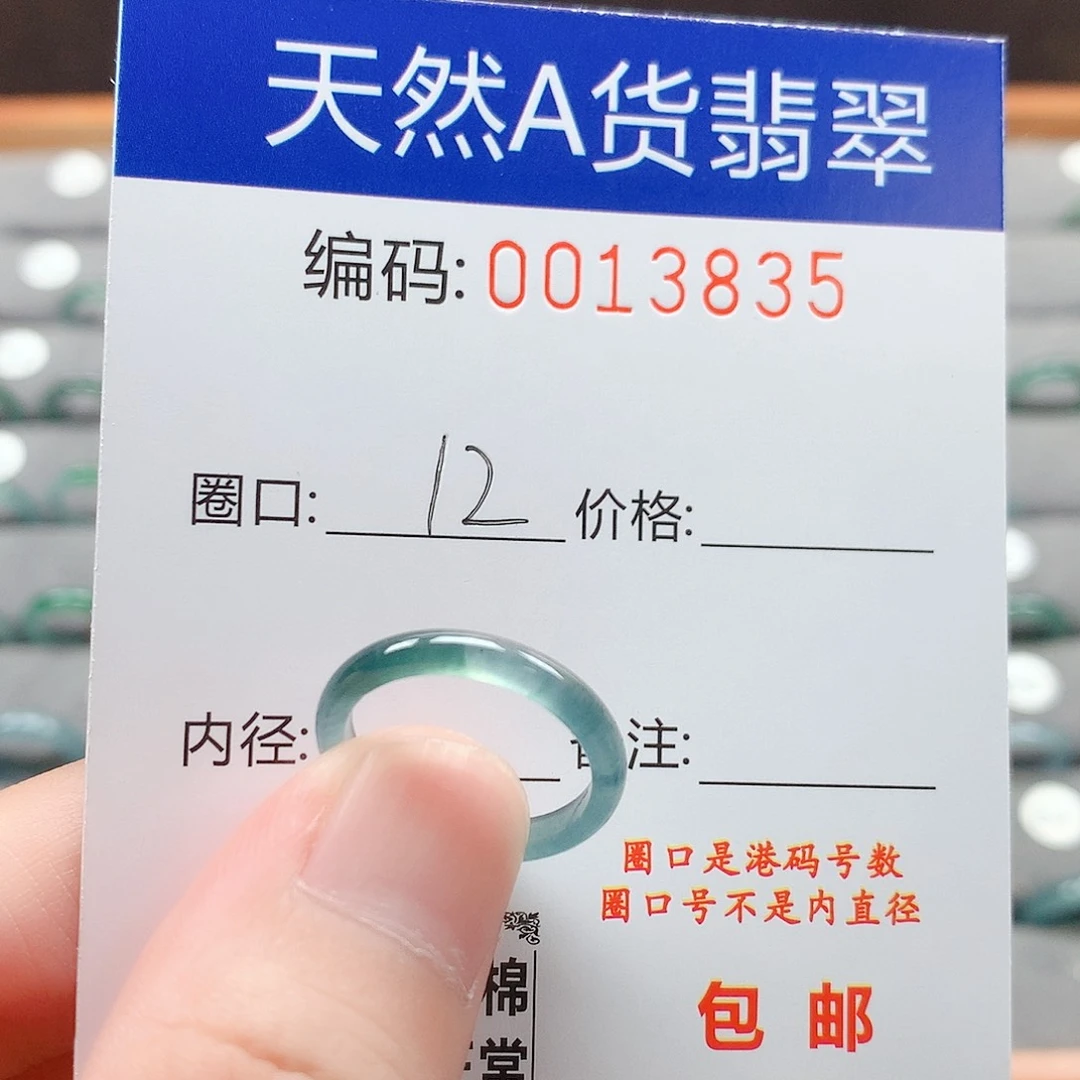 天然A货翡翠
编码:0013835
圈口: 12 价格:
内径: 备注:
圈口是港码号数
圈口号不是内直径
包邮
棉